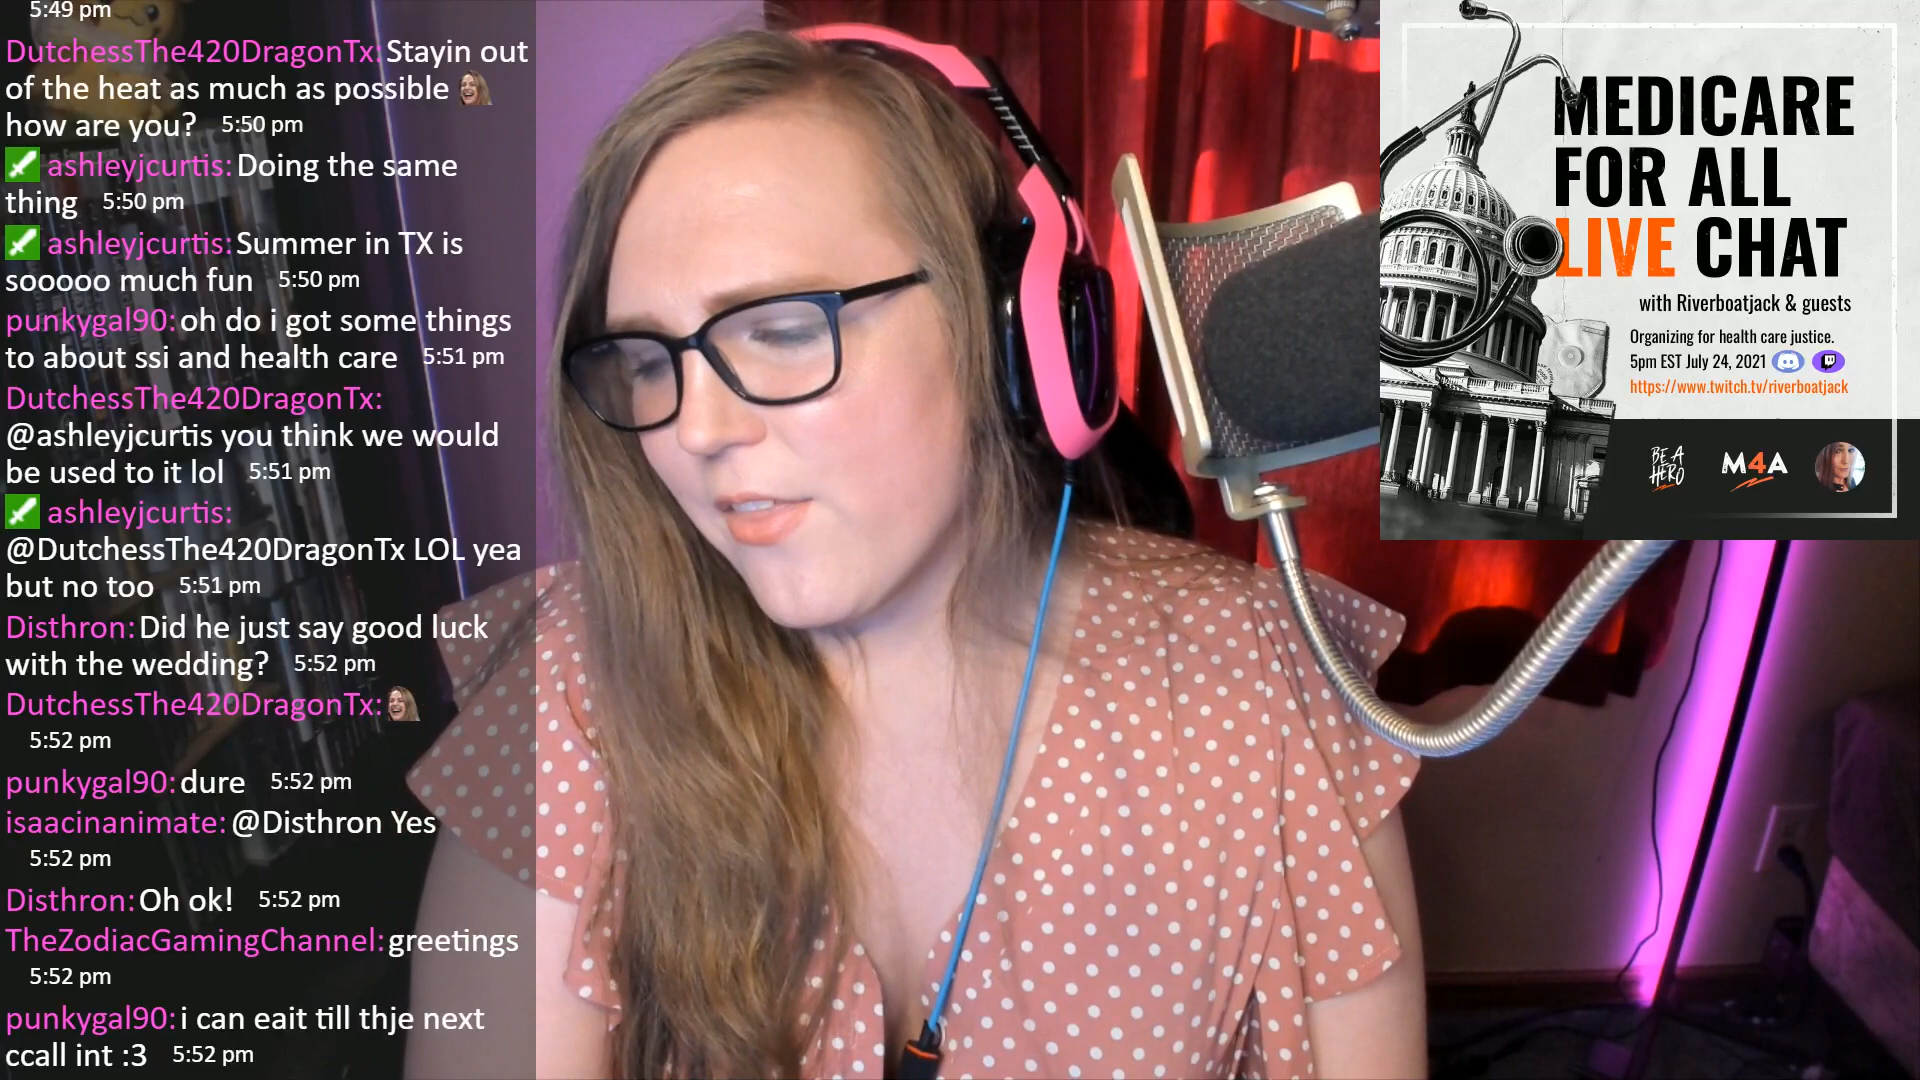 5:49 pm
DutchessThe420DragonTx: Stayin out
of the heat as much as possible
how are you? 5:50 pm
ashleyjcurtis: Doing the same
thing 5:50 pm
ashleyjcurtis: Summer in TX is
sooooo much fun 5:50 pm
punkygal90: oh do i got some things
to about ssi and health care 5:51 pm
DutchessThe420DragonTx:
@ashleyjcurtis you think we would
be used to it lol 5:51 pm
ashleyjcurtis:
@DutchessThe420DragonTx LOL yea
but no too 5:51 pm
Disthron: Did he just say good luck
with the wedding? 5:52 pm
DutchessThe420DragonTx:
5:52 pm
punkygal90: dure 5:52 pm
isaacinanimate: @Disthron Yes
5:52 pm
Disthron: Oh ok! 5:52 pm
TheZodiacGamingChannel: greetings
5:52 pm
punkygal90: i can eait till thje next
ccall int :3 5:52 pm
MEDICARE
FOR ALL
LIVE CHAT
with Riverboatjack & guests
Organizing for health care justice.
5pm EST July 24, 2021
https://www.twitch.tv/riverboatjack
BE A
HERO
M4A